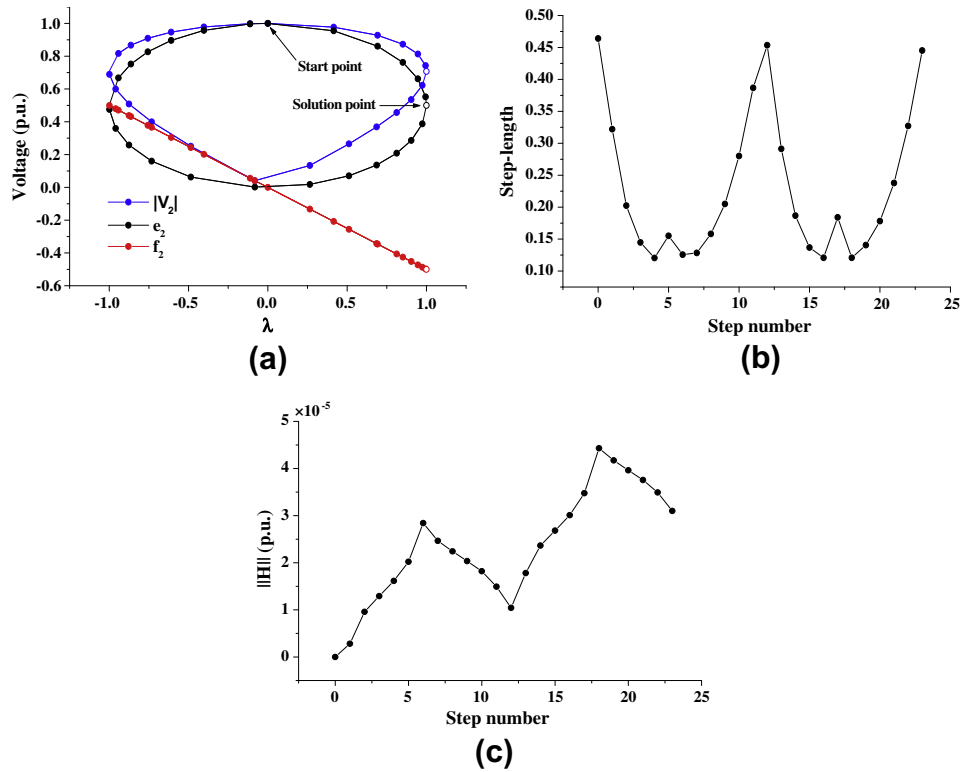 1.0
0.8
0.6
0.4
0.2
0.0
-0.2
-0.4
-0.6
Voltage (p.u.)
Start point
Solution point
|V2|
e2
f2
-1.0 -0.5 0.0 0.5 1.0
λ
(a)
0.45
0.40
0.35
0.30
0.25
0.20
0.15
0.10
Step-length
0 5 10 15 20 25
Step number
(b)
×10-5
5
4
3
2
1
0
||H|| (p.u.)
0 5 10 15 20 25
Step number
(c)